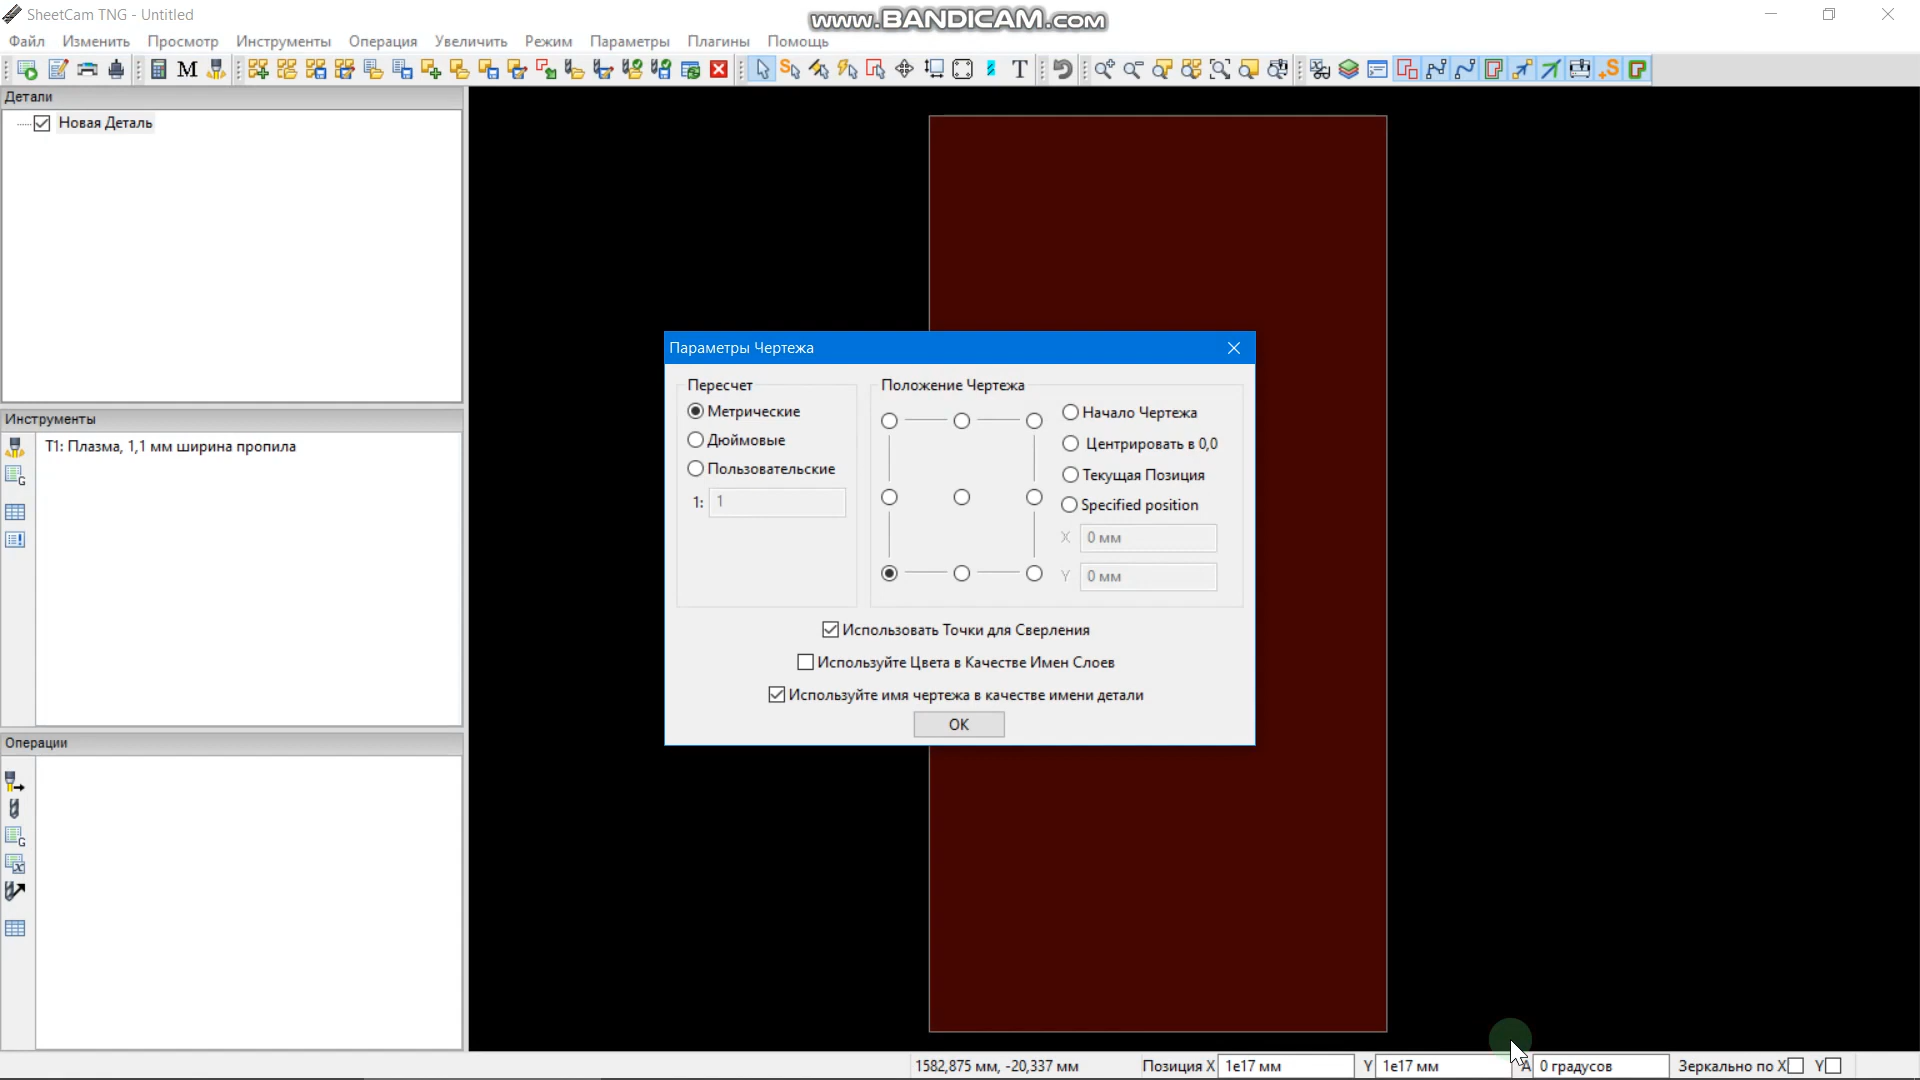 SheetCam TNG - Untitled
www.BANDICAM.com
Файл Изменить Просмотр Инструменты Операция Увеличить Режим Параметры Плагины Помощь
M T S
Детали
Новая Деталь
Инструменты
T1: Плазма, 1,1 мм ширина пропила
Операции
Параметры Чертежа
Пересчет
Метрические
Дюймовые
Пользовательские
1: 1
Положение Чертежа
Начало Чертежа
Центрировать в 0,0
Текущая Позиция
Specified position
X 0 мм
Y 0 мм
Использовать Точки для Сверления
Используйте Цвета в Качестве Имен Слоев
Используйте имя чертежа в качестве имени детали
ОК
1582,875 мм, -20,337 мм Позиция X 1e17 мм Y 1e17 мм A 0 градусов Зеркально по X Y